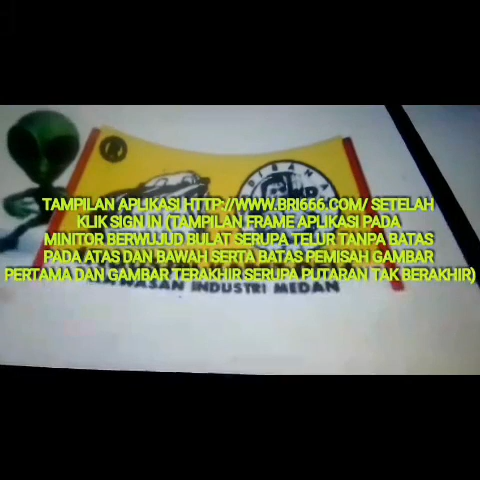 PRIBANA
TAMPILAN APLIKASI HTTP://WWW.BRI666.COM/ SETELAH
KLIK SIGN IN (TAMPILAN FRAME APLIKASI PADA
MINITOR BERWUJUD BULAT SERUPA TELUR TANPA BATAS
PADA ATAS DAN BAWAH SERTA BATAS PEMISAH GAMBAR
PERTAMA DAN GAMBAR TERAKHIR SERUPA PUTARAN TAK BERAKHIR)
INDUSTRI MEDAN